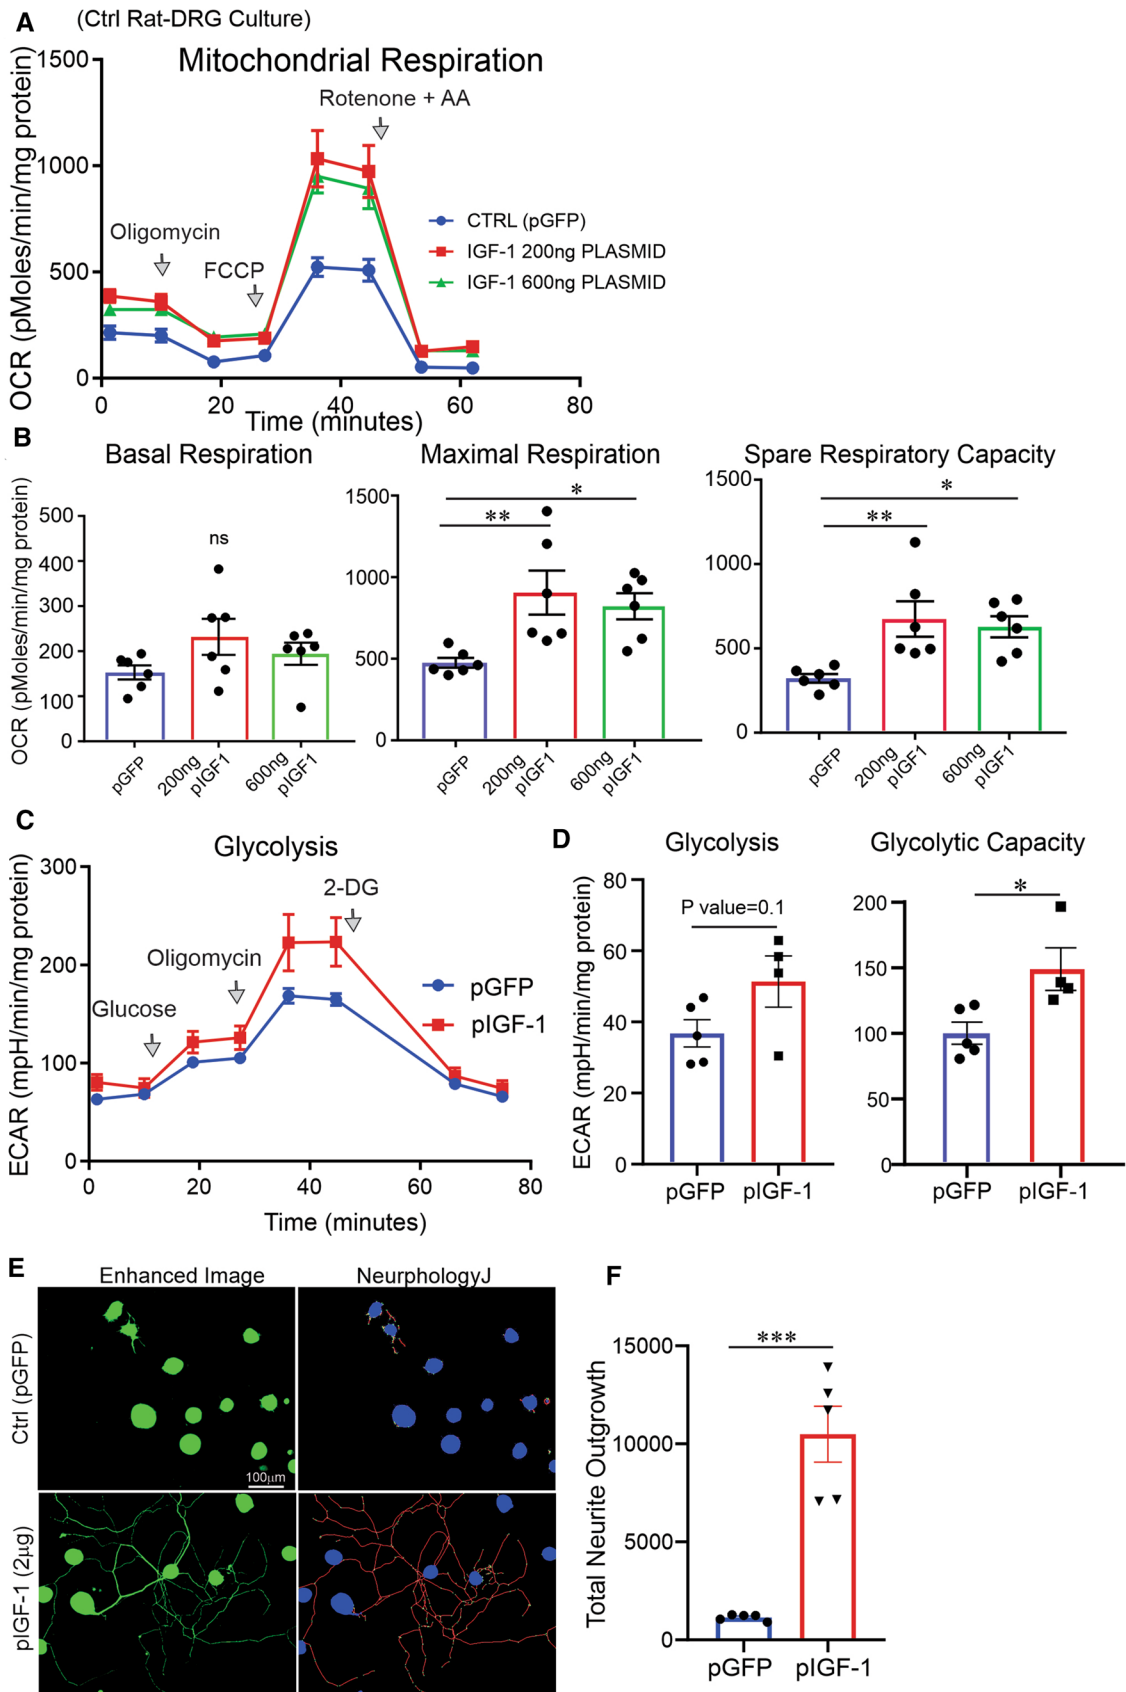 A
(Ctrl Rat-DRG Culture)
Mitochondrial Respiration
OCR (pMoles/min/mg protein)
1500
1000
500
0
Rotenone + AA
Oligomycin
FCCP
CTRL (pGFP)
IGF-1 200ng PLASMID
IGF-1 600ng PLASMID
0 20 40 60 80
Time (minutes)
B
Basal Respiration
OCR (pMoles/min/mg protein)
500
400
300
200
100
0
ns
pGFP
200ng pIGF1
600ng pIGF1
Maximal Respiration
1500
1000
500
0
*
**
pGFP
200ng pIGF1
600ng pIGF1
Spare Respiratory Capacity
1500
1000
500
0
*
**
pGFP
200ng pIGF1
600ng pIGF1
C
Glycolysis
ECAR (mpH/min/mg protein)
300
200
100
0
2-DG
Oligomycin
Glucose
pGFP
pIGF-1
0 20 40 60 80
Time (minutes)
D
Glycolysis
ECAR (mpH/min/mg protein)
80
60
40
20
0
P value=0.1
pGFP pIGF-1
Glycolytic Capacity
200
150
100
50
0
*
pGFP pIGF-1
E
Enhanced Image NeurphologyJ
Ctrl (pGFP)
100µm
pIGF-1 (2µg)
F
Total Neurite Outgrowth
15000
10000
5000
0
***
pGFP pIGF-1